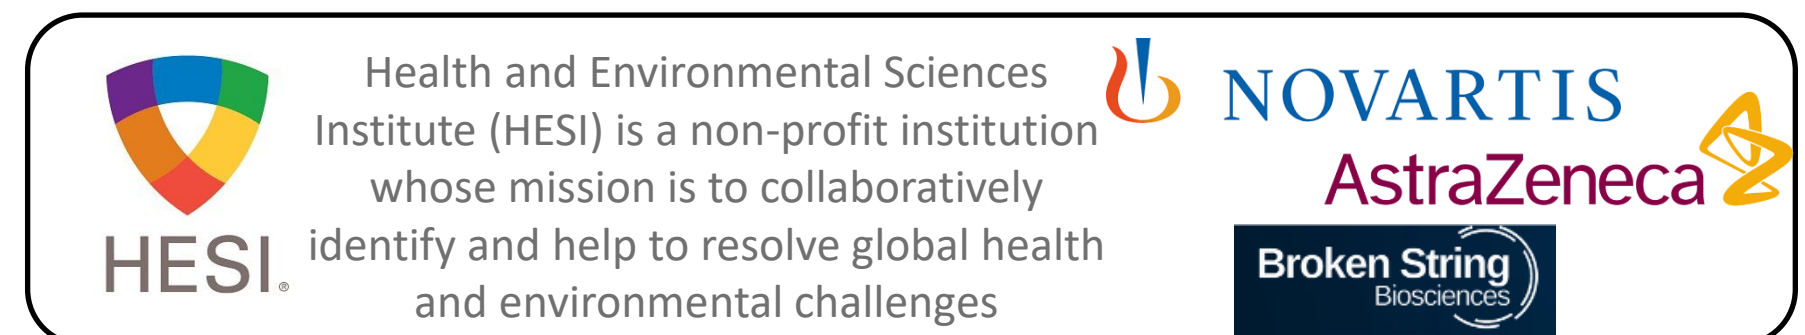 HESI®
Health and Environmental Sciences
Institute (HESI) is a non-profit institution
whose mission is to collaboratively
identify and help to resolve global health
and environmental challenges
NOVARTIS
AstraZeneca
Broken String
Biosciences